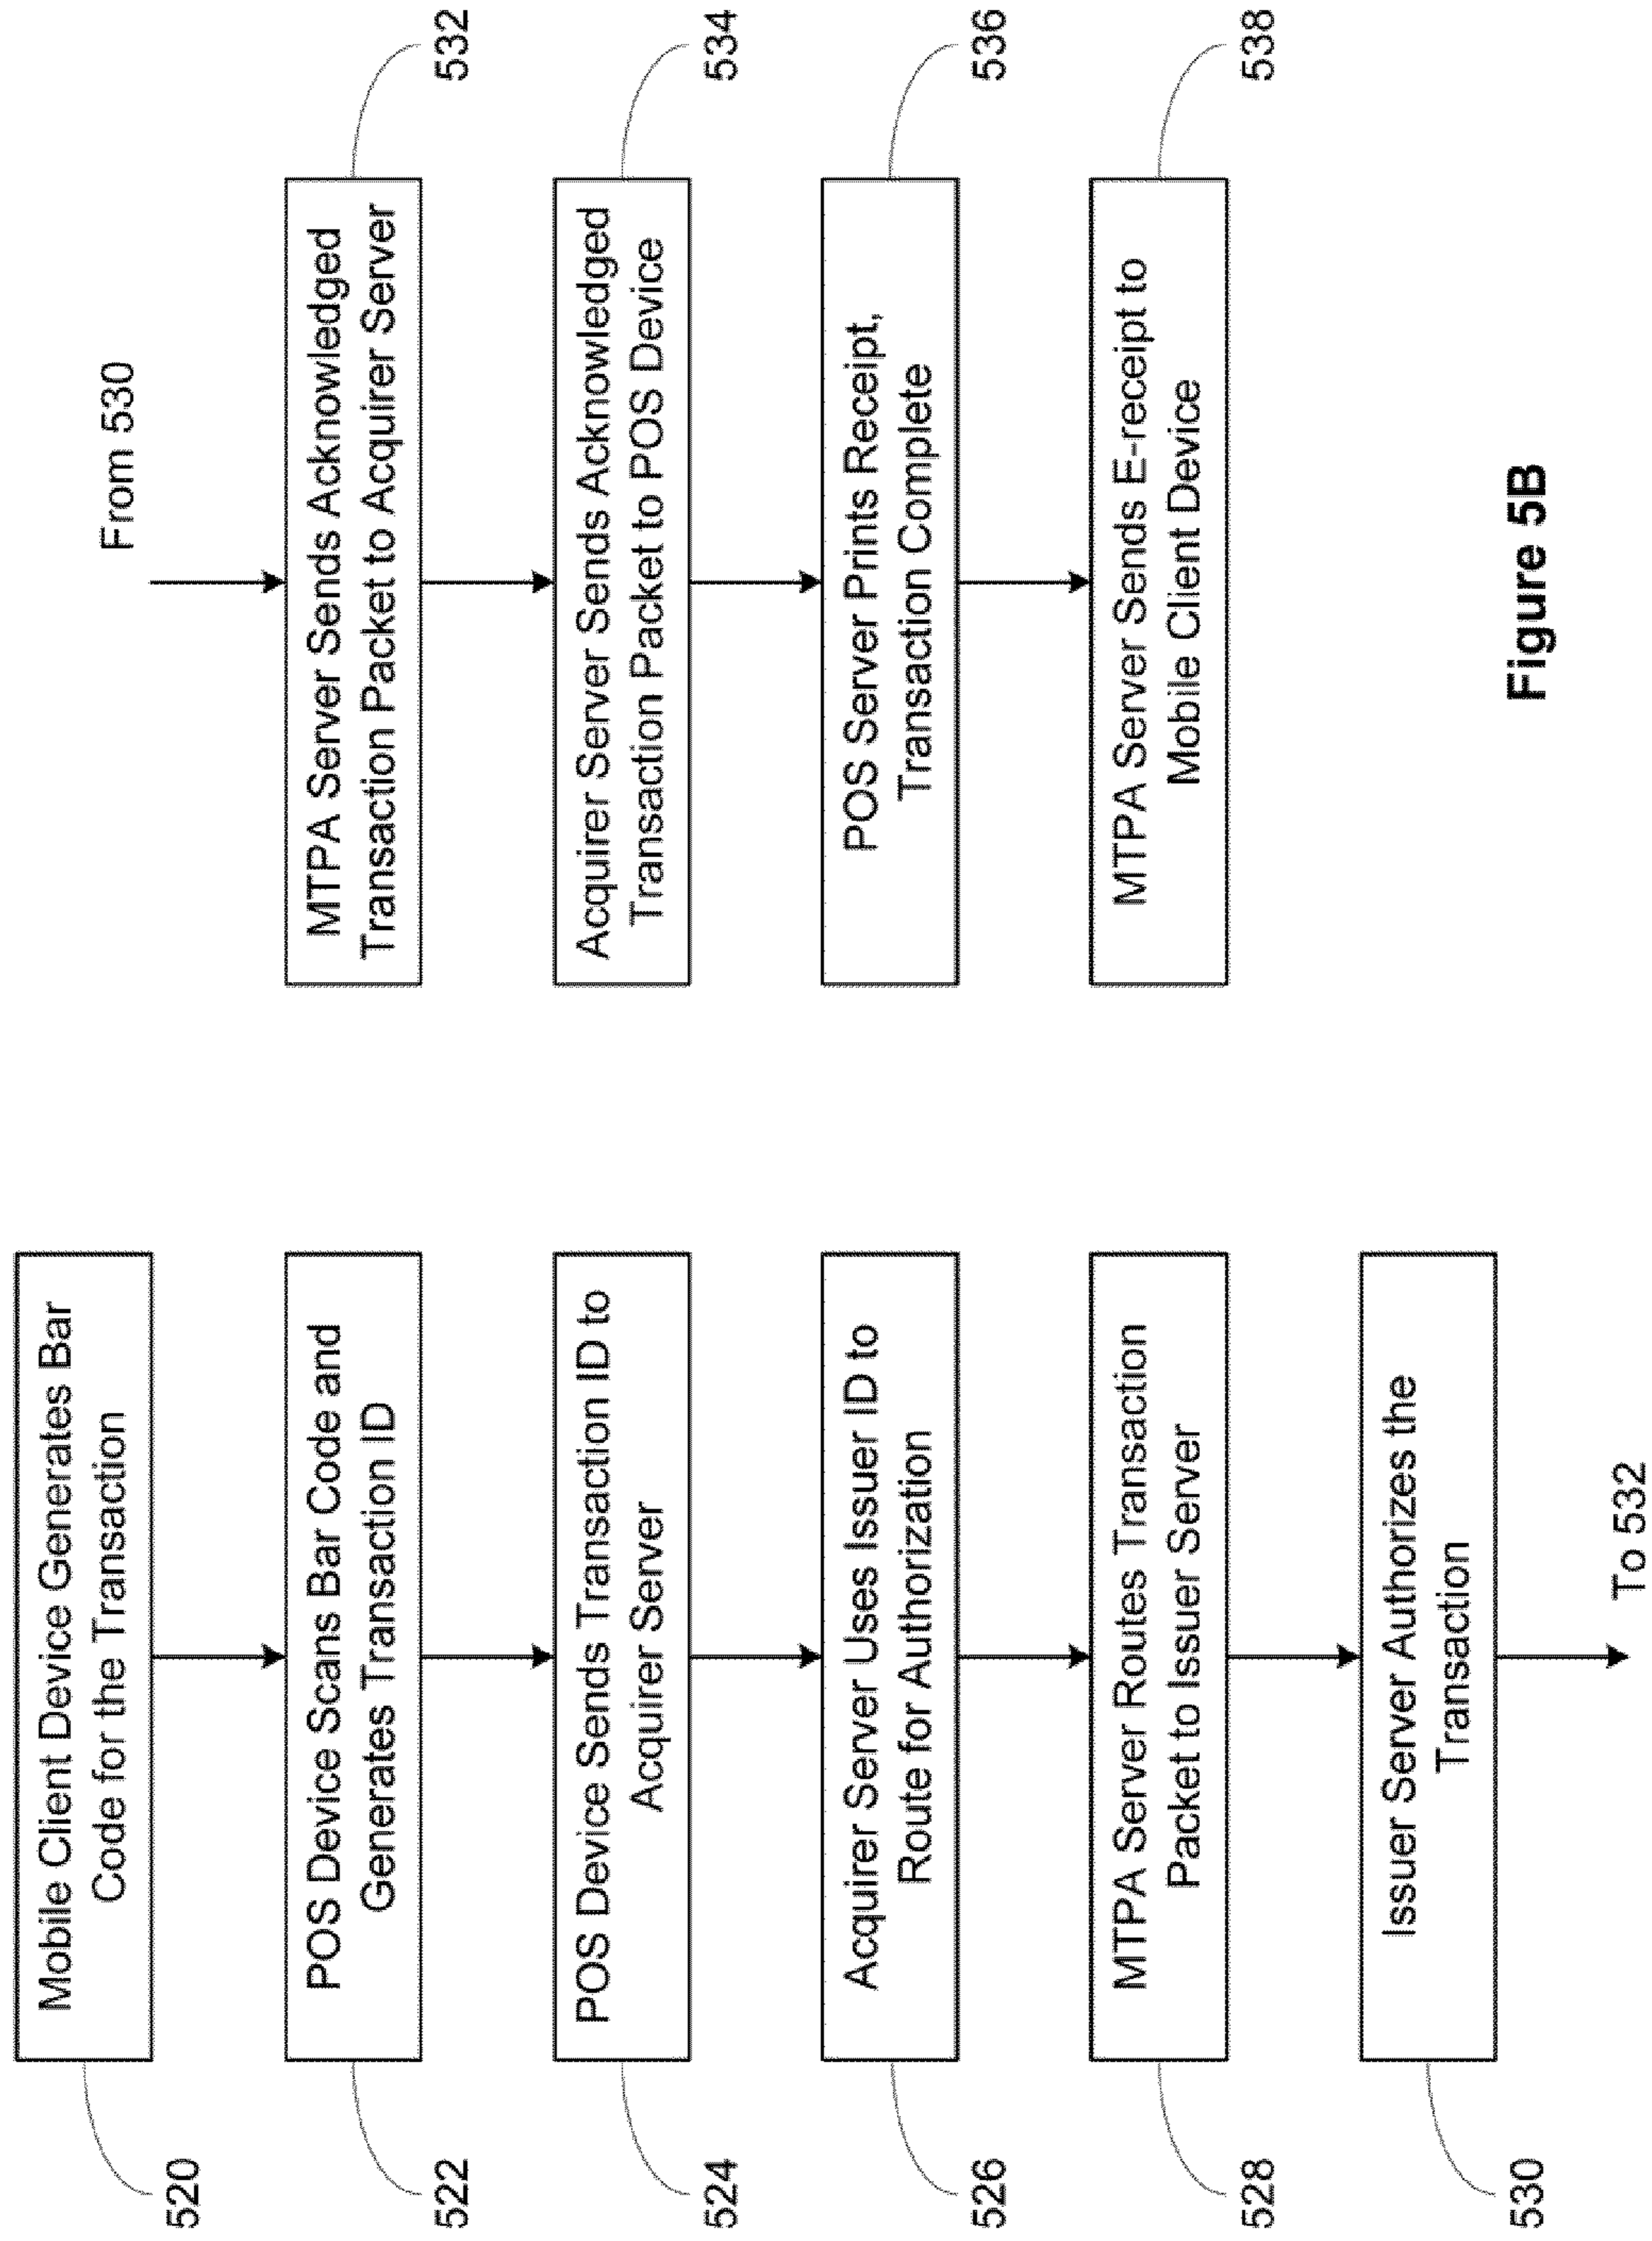 520
Mobile Client Device Generates Bar
Code for the Transaction
522
POS Device Scans Bar Code and
Generates Transaction ID
524
POS Device Sends Transaction ID to
Acquirer Server
526
Acquirer Server Uses Issuer ID to
Route for Authorization
528
MTPA Server Routes Transaction
Packet to Issuer Server
530
Issuer Server Authorizes the
Transaction
To 532
From 530
MTPA Server Sends Acknowledged
Transaction Packet to Acquirer Server
532
Acquirer Server Sends Acknowledged
Transaction Packet to POS Device
534
POS Server Prints Receipt,
Transaction Complete
536
MTPA Server Sends E-receipt to
Mobile Client Device
538
Figure 5B